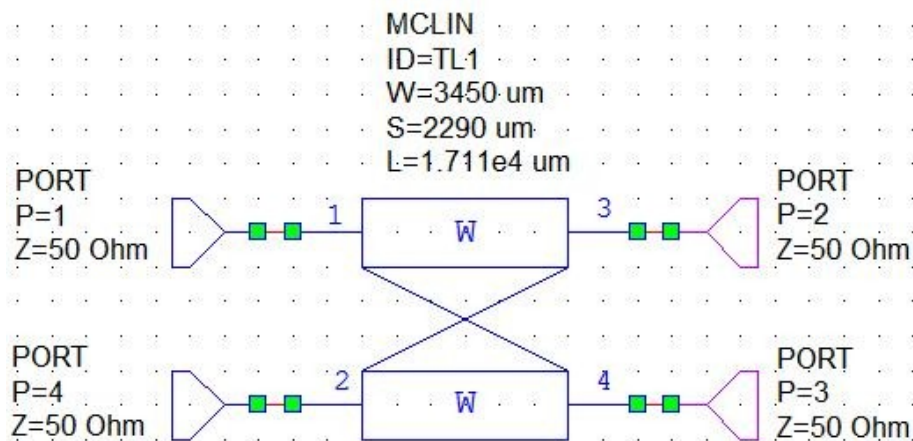 MCLIN
ID=TL1
W=3450 um
S=2290 um
L=1.711e4 um
PORT
P=1
Z=50 Ohm
1
W
3
PORT
P=2
Z=50 Ohm
PORT
P=4
Z=50 Ohm
2
W
4
PORT
P=3
Z=50 Ohm